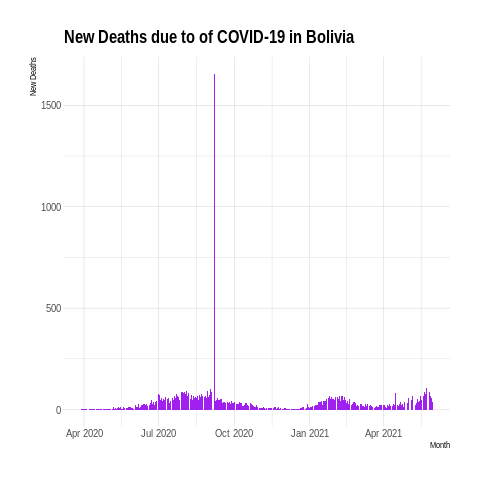 New Deaths due to of COVID-19 in Bolivia
New Deaths
1500
1000
500
0
Apr 2020 Jul 2020 Oct 2020 Jan 2021 Apr 2021
Month